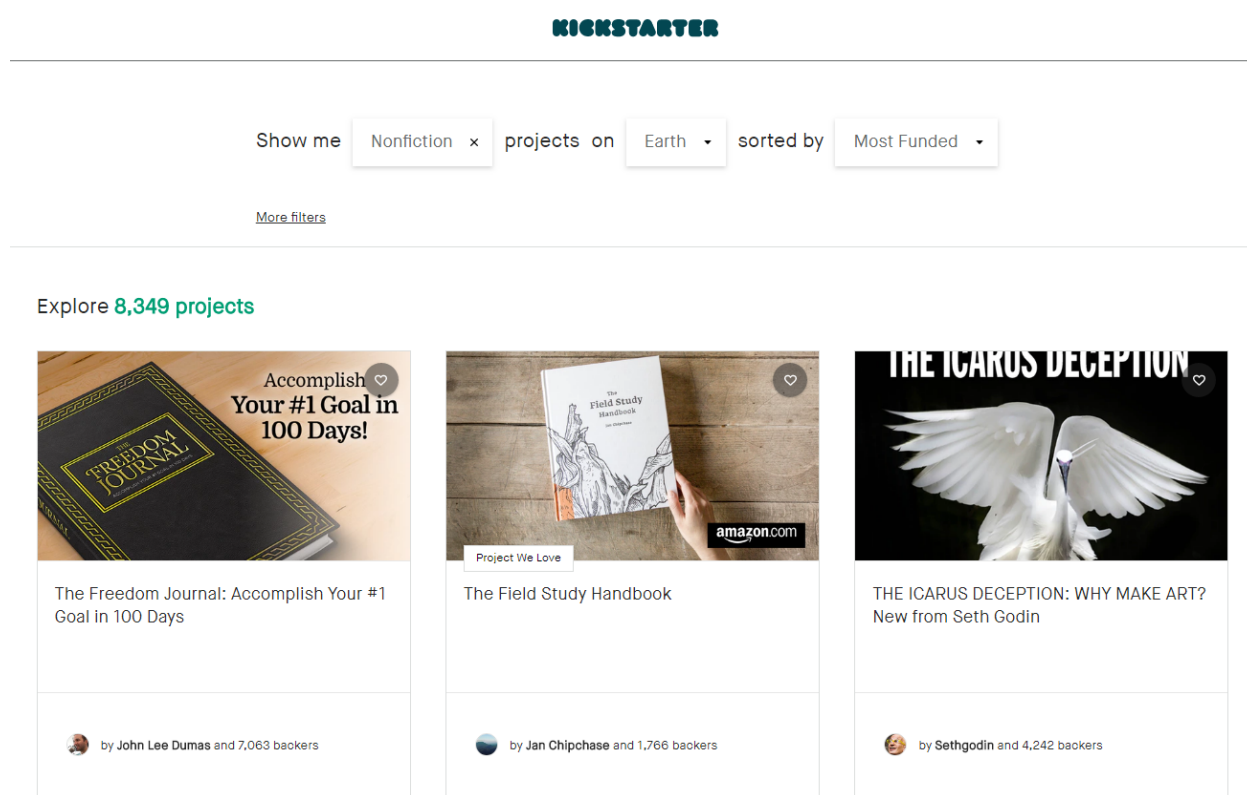 KICKSTARTER
Show me Nonfiction × projects on Earth sorted by Most Funded
More filters
Explore 8,349 projects
Accomplish
Your #1 Goal in
100 Days!
THE
FREEDOM
JOURNAL
The
Field Study
Handbook
Jan Chipchase
amazon.com
THE ICARUS DECEPTION
Project We Love
The Freedom Journal: Accomplish Your #1
Goal in 100 Days
The Field Study Handbook
THE ICARUS DECEPTION: WHY MAKE ART?
New from Seth Godin
by John Lee Dumas and 7,063 backers
by Jan Chipchase and 1,766 backers
by Sethgodin and 4,242 backers